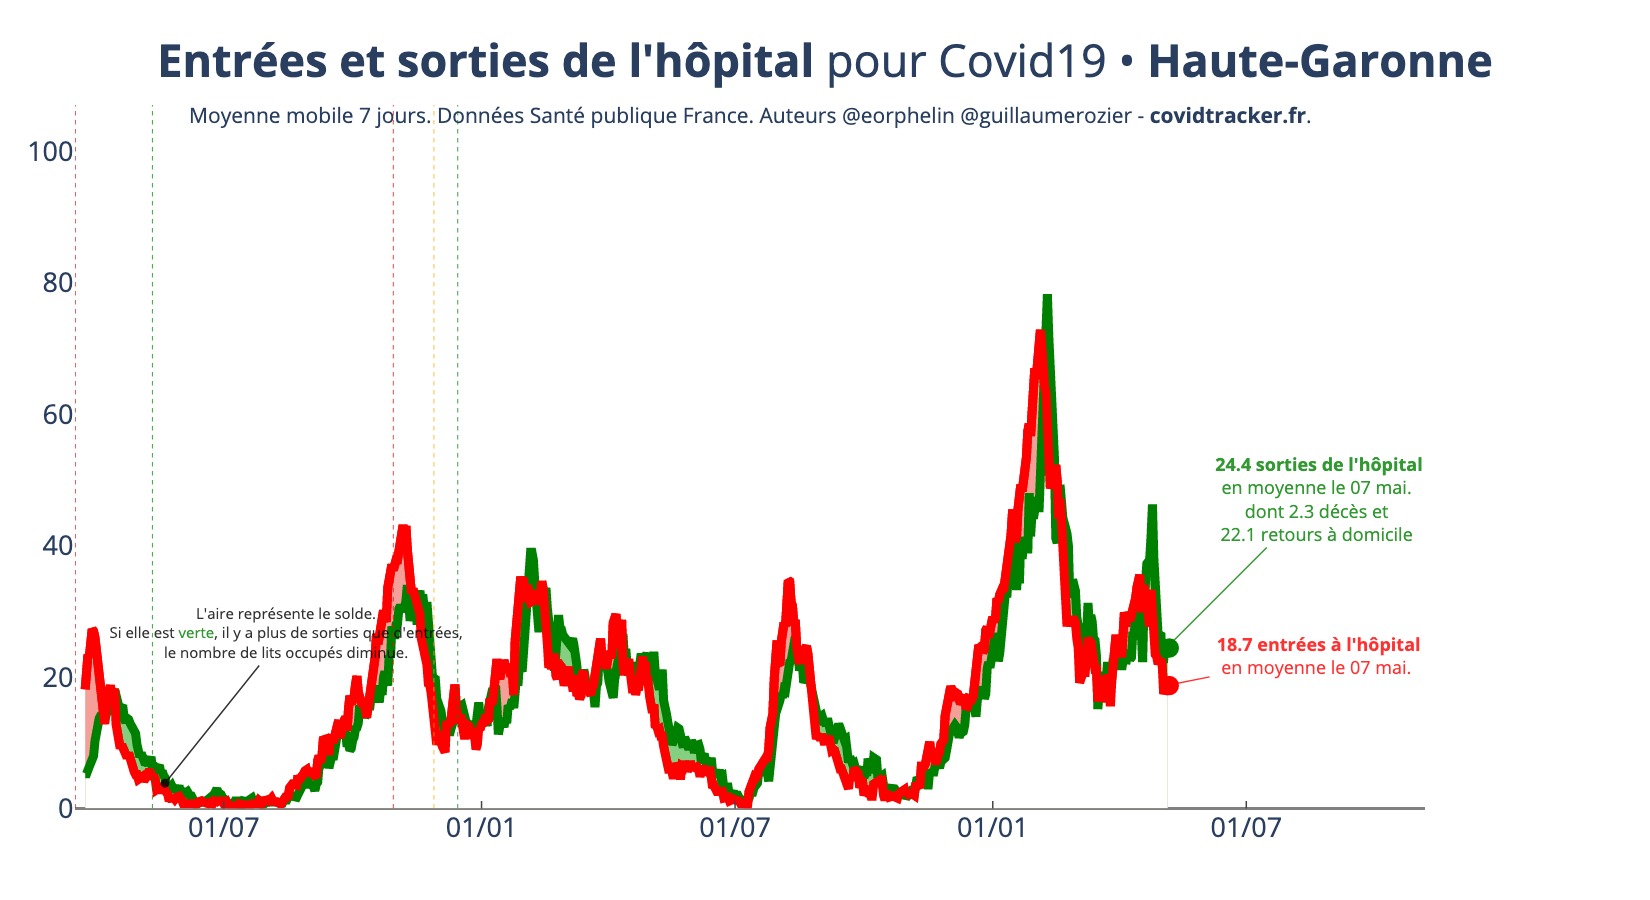 Entrées et sorties de l'hôpital pour Covid19 • Haute-Garonne
Moyenne mobile 7 jours. Données Santé publique France. Auteurs @eorphelin @guillaumerozier - covidtracker.fr.
100
80
60
40
20
0
L'aire représente le solde.
Si elle est verte, il y a plus de sorties que d'entrées,
le nombre de lits occupés diminue.
24.4 sorties de l'hôpital
en moyenne le 07 mai.
dont 2.3 décès et
22.1 retours à domicile
18.7 entrées à l'hôpital
en moyenne le 07 mai.
01/07
01/01
01/07
01/01
01/07